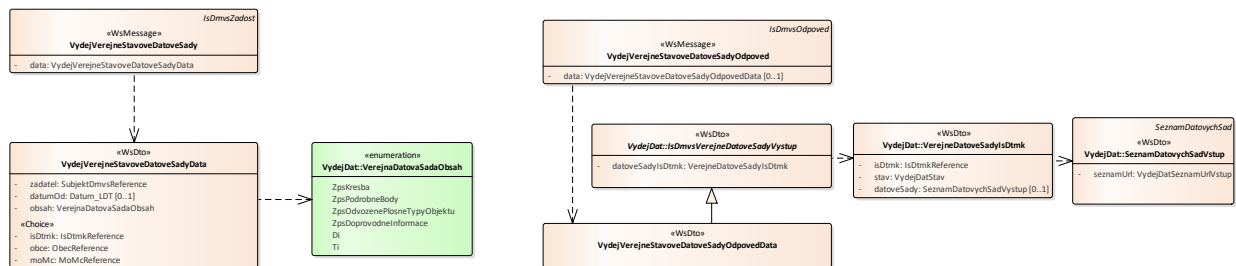 IsDmvsZadost
«WsMessage»
VydejVerejneStavoveDatoveSady
- data: VydejVerejneStavoveDatoveSadyData
«WsDto»
VydejVerejneStavoveDatoveSadyData
- zadatel: SubjektDmvsReference
- datumOd: Datum_LDT [0..1]
- obsah: VerejnaDatovaSadaObsah
«Choice»
- isDtmk: IsDtmkReference
- obce: ObecReference
- moMc: MoMcReference
«enumeration»
VydejDat::VerejnaDatovaSadaObsah
ZpsKresba
ZpsPodrobneBody
ZpsOdvozenePlosneTypyObjektu
ZpsDoprovodneInformace
Di
Ti
IsDmvsOdpoved
«WsMessage»
VydejVerejneStavoveDatoveSadyOdpoved
- data: VydejVerejneStavoveDatoveSadyOdpovedData [0..1]
«WsDto»
VydejDat::IsDmvsVerejneDatoveSadyVystup
- datoveSadyIsDtmk: VerejneDatoveSadyIsDtmk
«WsDto»
VydejVerejneStavoveDatoveSadyOdpovedData
«WsDto»
VydejDat::VerejneDatoveSadyIsDtmk
- isDtmk: IsDtmkReference
- stav: VydejDatStav
- datoveSady: SeznamDatovychSadVystup [0..1]
SeznamDatovychSad
«WsDto»
VydejDat::SeznamDatovychSadVstup
- seznamUrl: VydejDatSeznamUrlVstup